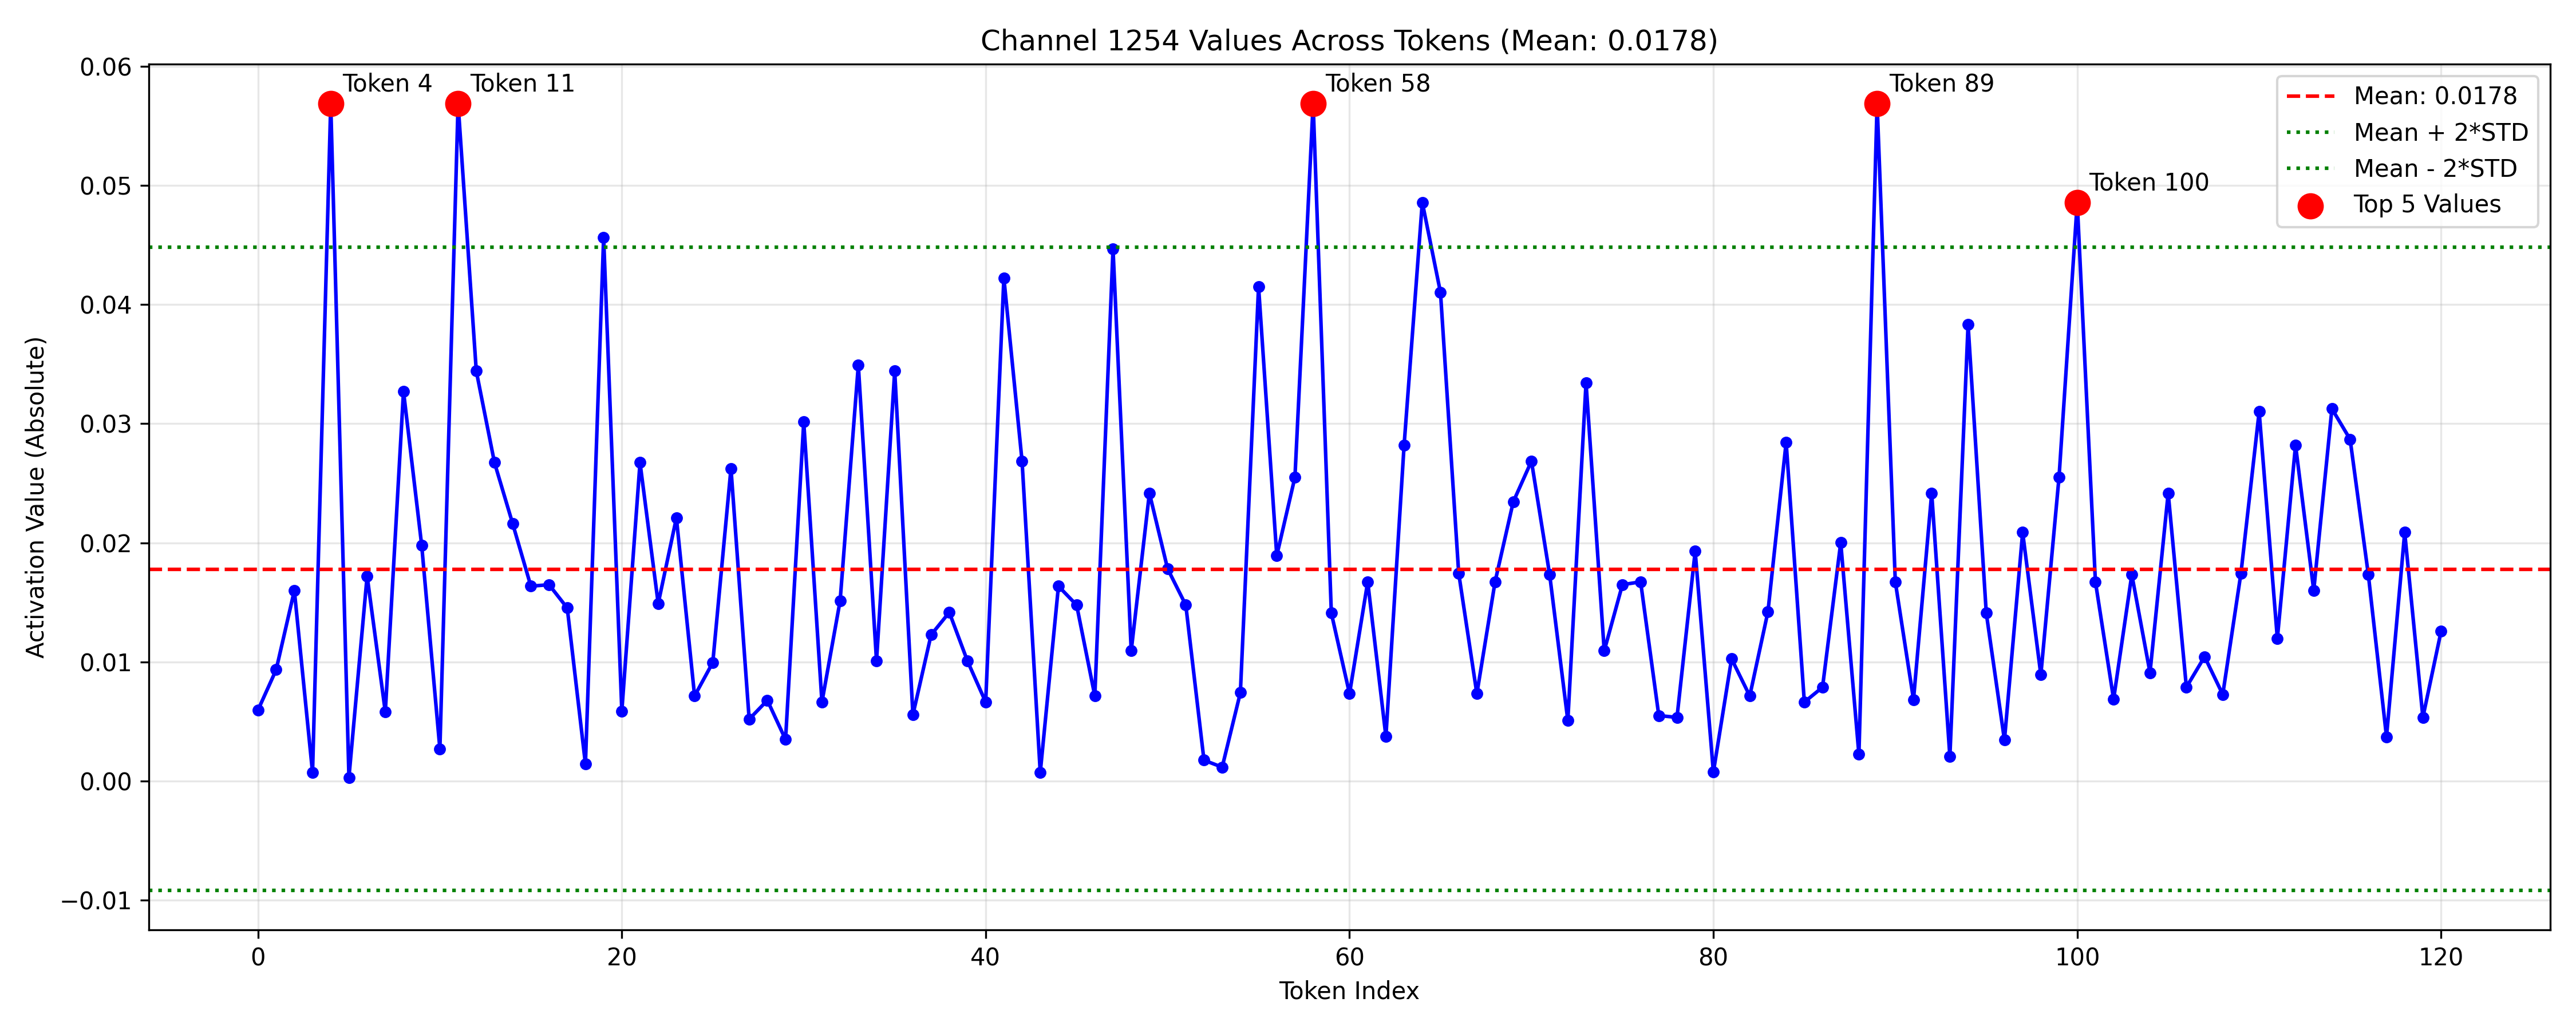 Channel 1254 Values Across Tokens (Mean: 0.0178)
Token 4
Token 11
Token 58
Token 89
Token 100
Mean: 0.0178
Mean + 2*STD
Mean - 2*STD
Top 5 Values
Activation Value (Absolute)
0.06
0.05
0.04
0.03
0.02
0.01
0.00
−0.01
0
20
40
60
80
100
120
Token Index